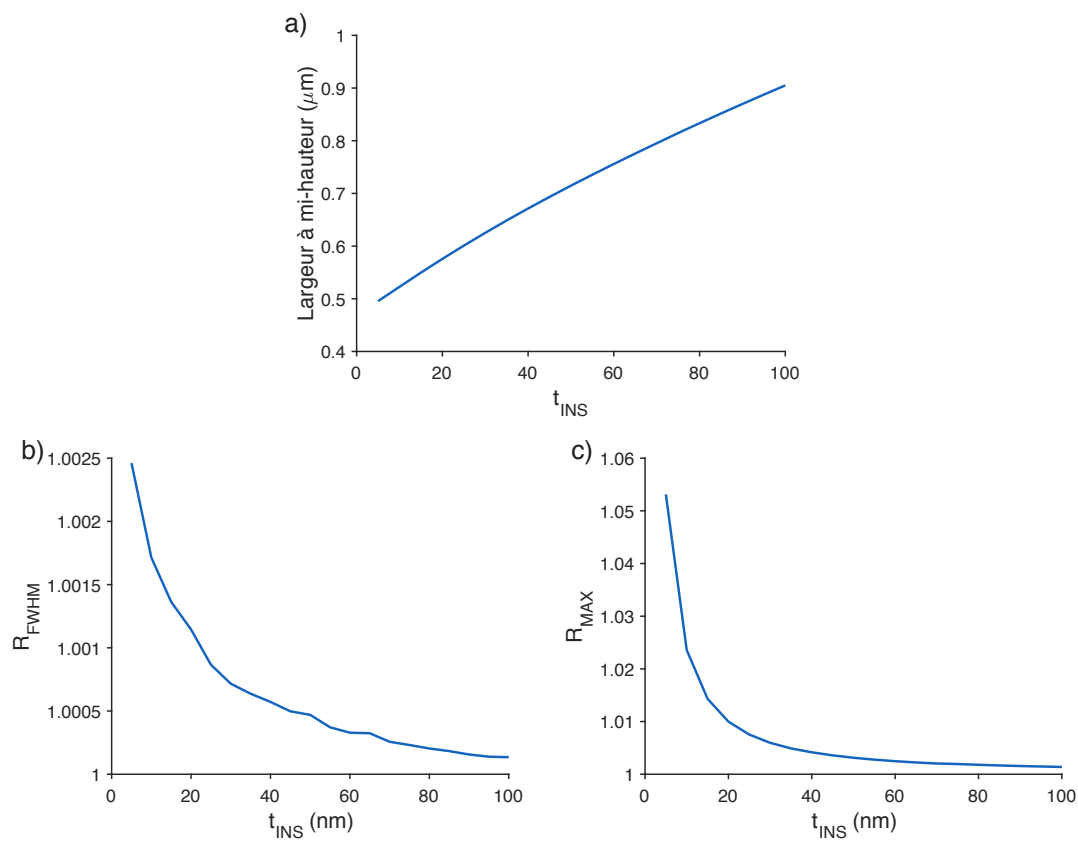 a)
Largeur à mi-hauteur (μm)
1
0.9
0.8
0.7
0.6
0.5
0.4
0 20 40 60 80 100
t_INS
b)
R_FWHM
1.0025
1.002
1.0015
1.001
1.0005
1
0 20 40 60 80 100
t_INS (nm)
c)
R_MAX
1.06
1.05
1.04
1.03
1.02
1.01
1
0 20 40 60 80 100
t_INS (nm)